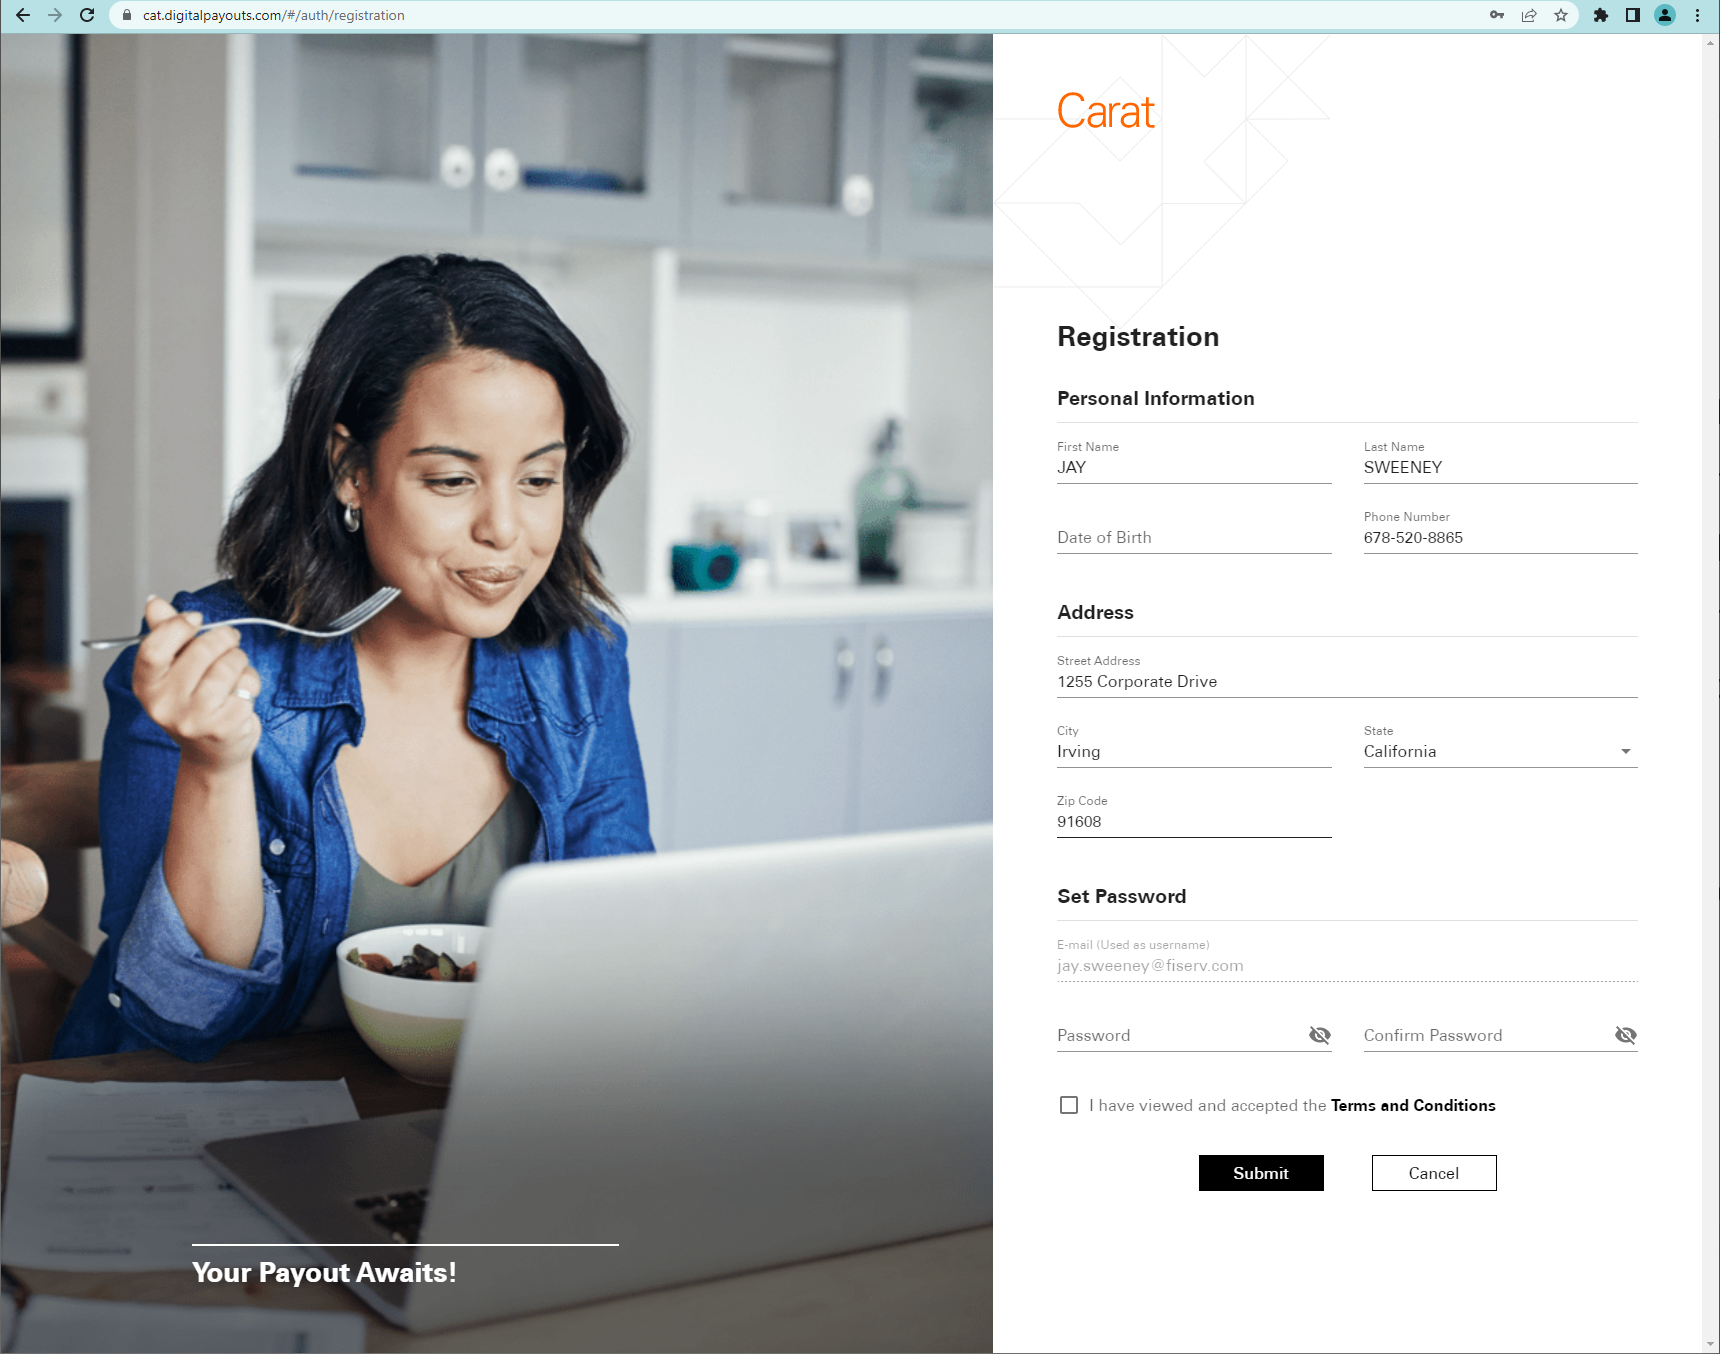 cat.digitalpayouts.com/#/auth/registration
Carat
Registration
Personal Information
First Name
JAY
Last Name
SWEENEY
Date of Birth
Phone Number
678-520-8865
Address
Street Address
1255 Corporate Drive
City
Irving
State
California
Zip Code
91608
Set Password
E-mail (Used as username)
jay.sweeney@fiserv.com
Password
Confirm Password
I have viewed and accepted the Terms and Conditions
Submit
Cancel
Your Payout Awaits!